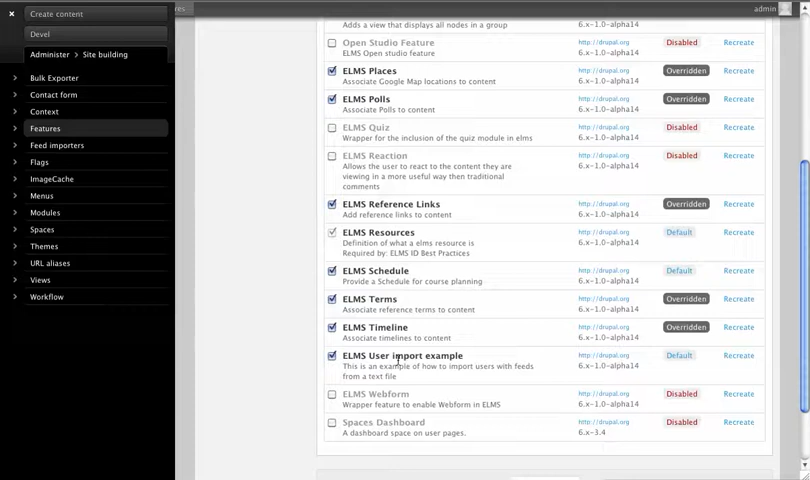 Create content
Devel
Administer > Site building
Bulk Exporter
Contact form
Context
Features
Feed importers
Flags
ImageCache
Menus
Modules
Spaces
Themes
URL aliases
Views
Workflow
admin
Adds a view that displays all nodes in a group
6.x-1.0-alpha14
Open Studio Feature http://drupal.org Disabled Recreate
ELMS Open studio feature 6.x-1.0-alpha14
ELMS Places http://drupal.org Overridden Recreate
Associate Google Map locations to content 6.x-1.0-alpha14
ELMS Polls http://drupal.org Overridden Recreate
Associate Polls to content 6.x-1.0-alpha14
ELMS Quiz http://drupal.org Disabled Recreate
Wrapper for the inclusion of the quiz module in elms 6.x-1.0-alpha14
ELMS Reaction http://drupal.org Disabled Recreate
Allows the user to react to the content they are 6.x-1.0-alpha14
viewing in a more useful way then traditional
comments
ELMS Reference Links http://drupal.org Overridden Recreate
Add reference links to content 6.x-1.0-alpha14
ELMS Resources http://drupal.org Default Recreate
Definition of what a elms resource is 6.x-1.0-alpha14
Required by: ELMS ID Best Practices
ELMS Schedule http://drupal.org Default Recreate
Provide a Schedule for course planning 6.x-1.0-alpha14
ELMS Terms http://drupal.org Overridden Recreate
Associate reference terms to content 6.x-1.0-alpha14
ELMS Timeline http://drupal.org Overridden Recreate
Associate timelines to content 6.x-1.0-alpha14
ELMS User import example http://drupal.org Default Recreate
This is an example of how to import users with feeds 6.x-1.0-alpha14
from a text file
ELMS Webform http://drupal.org Disabled Recreate
Wrapper feature to enable Webform in ELMS 6.x-1.0-alpha14
Spaces Dashboard http://drupal.org Disabled Recreate
A dashboard space on user pages. 6.x-3.4